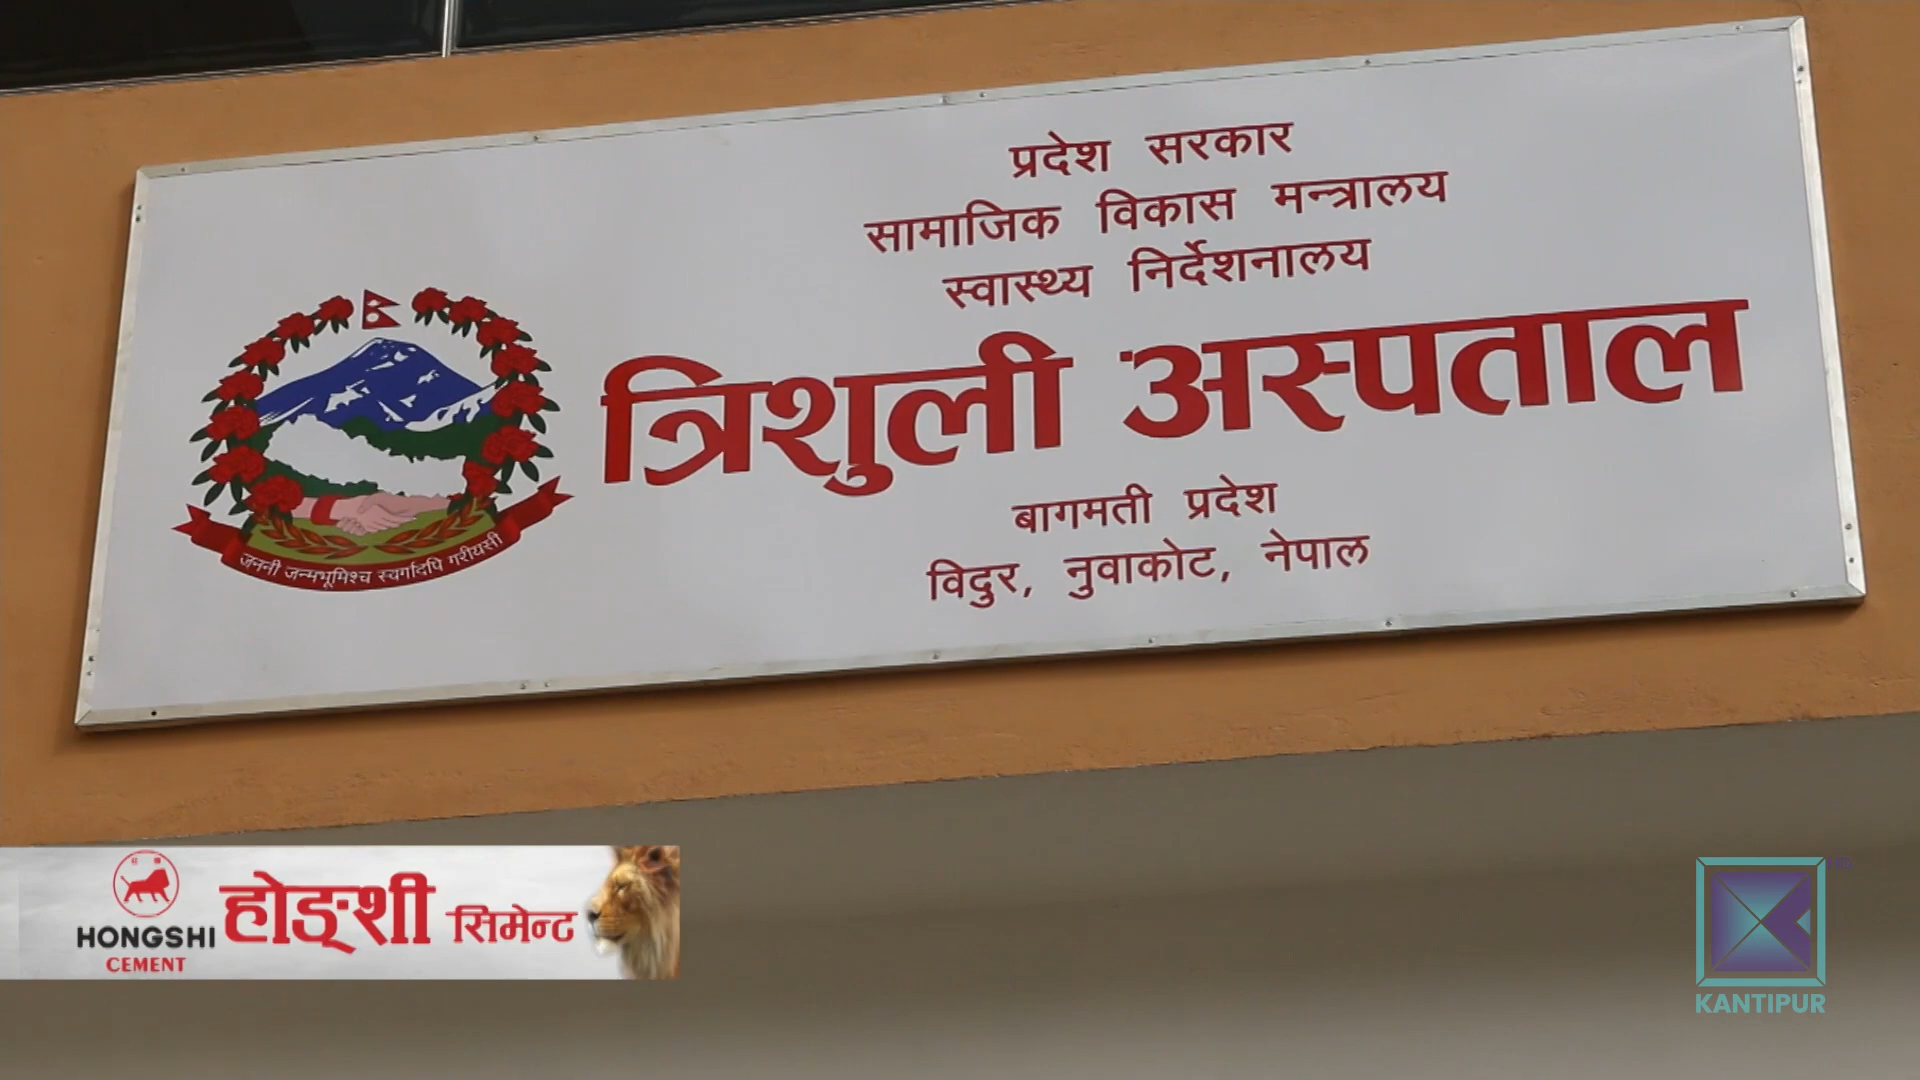 प्रदेश सरकार
सामाजिक विकास मन्त्रालय
स्वास्थ्य निर्देशनालय
त्रिशुली अस्पताल
बागमती प्रदेश
विदुर, नुवाकोट, नेपाल
जननी जन्मभूमिश्च स्वर्गादपि गरीयसी
HONGSHI
CEMENT
होङ्शी सिमेन्ट
KANTIPUR